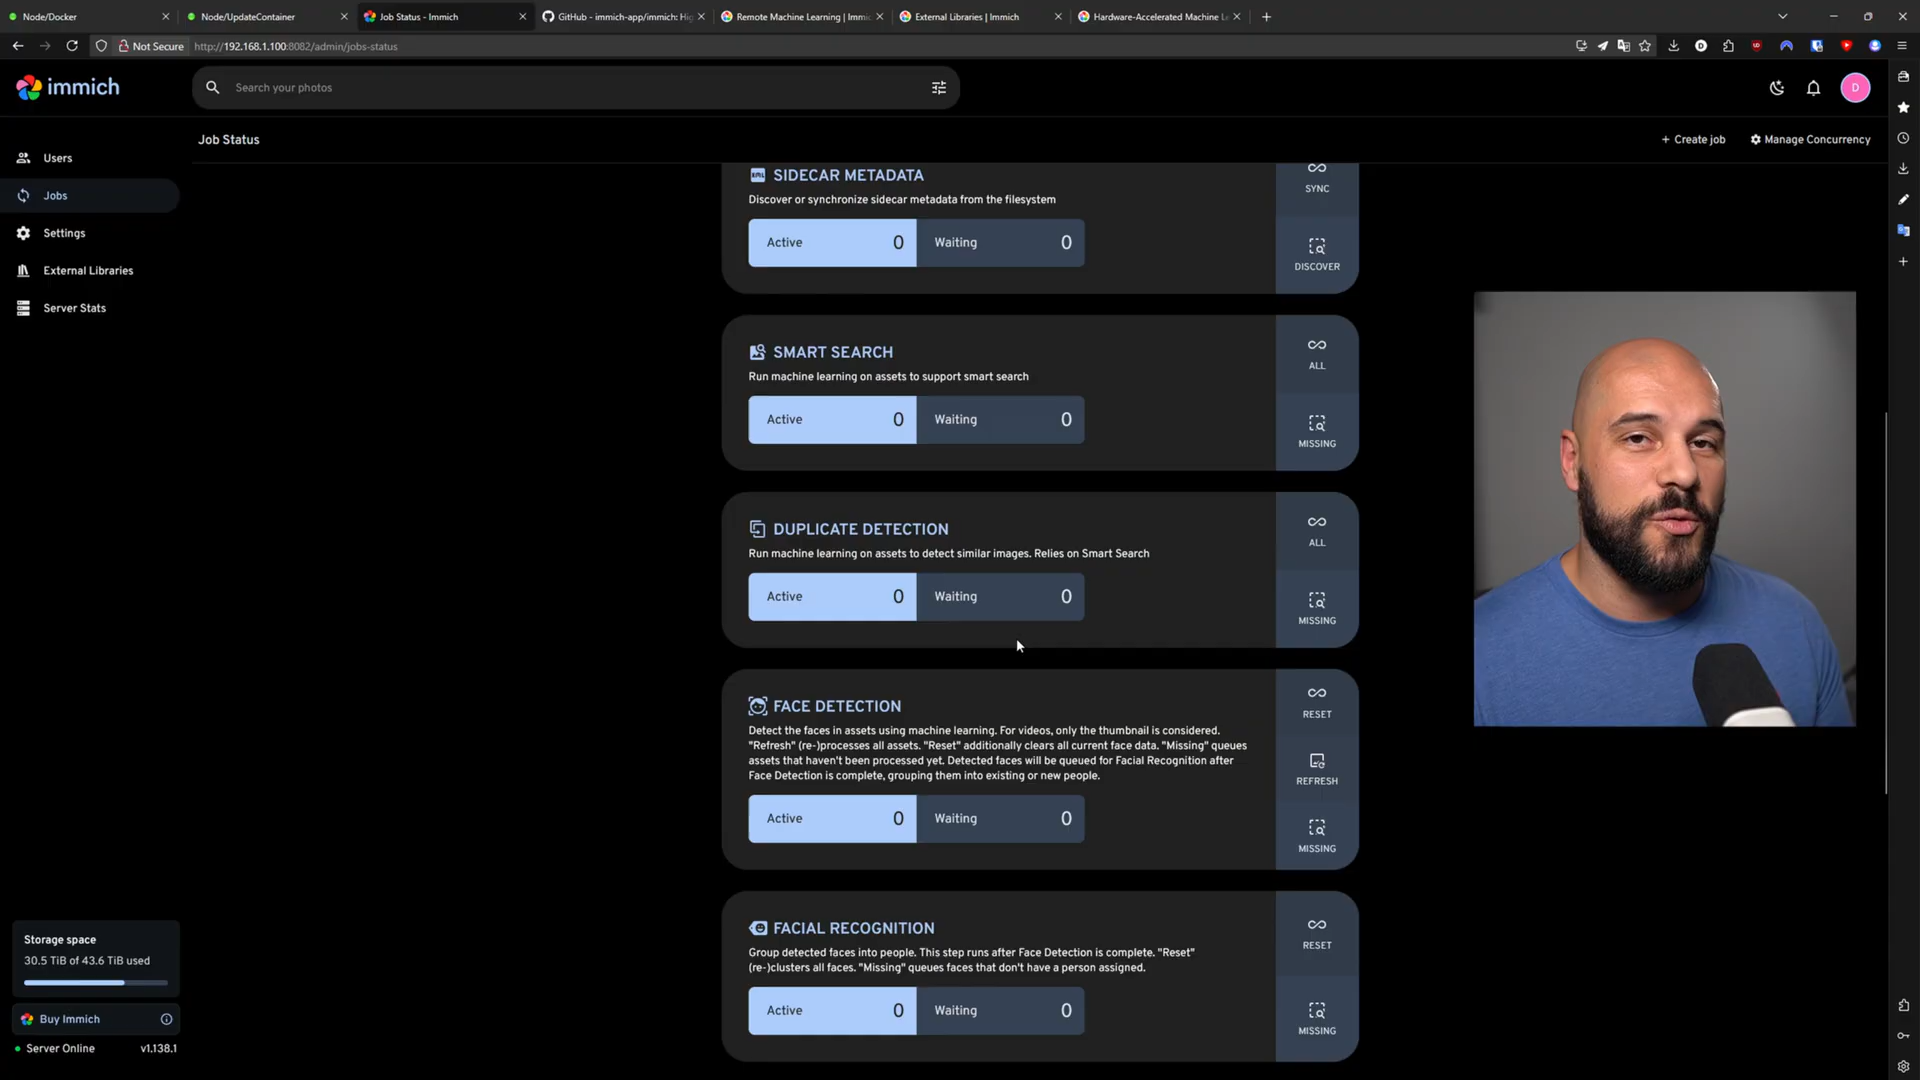 Node/Docker
Node/UpdateContainer
Job Status - Immich
GitHub - immich-app/immich: Hi
Remote Machine Learning | Immi
External Libraries | Immich
Hardware-Accelerated Machine L
Not Secure
http://192.168.1.100:8082/admin/jobs-status
immich
Search your photos
D
Job Status
+ Create job
Manage Concurrency
Users
Jobs
Settings
External Libraries
Server Stats
SIDECAR METADATA
Discover or synchronize sidecar metadata from the filesystem
Active 0 Waiting 0
SYNC
DISCOVER
SMART SEARCH
Run machine learning on assets to support smart search
Active 0 Waiting 0
ALL
MISSING
DUPLICATE DETECTION
Run machine learning on assets to detect similar images. Relies on Smart Search
Active 0 Waiting 0
ALL
MISSING
FACE DETECTION
Detect the faces in assets using machine learning. For videos, only the thumbnail is considered.
"Refresh" (re-)processes all assets. "Reset" additionally clears all current face data. "Missing" queues
assets that haven't been processed yet. Detected faces will be queued for Facial Recognition after
Face Detection is complete, grouping them into existing or new people.
Active 0 Waiting 0
RESET
REFRESH
MISSING
FACIAL RECOGNITION
Group detected faces into people. This step runs after Face Detection is complete. "Reset"
(re-)clusters all faces. "Missing" queues faces that don't have a person assigned.
Active 0 Waiting 0
RESET
MISSING
Storage space
30.5 TiB of 43.6 TiB used
Buy Immich
Server Online
v1.138.1